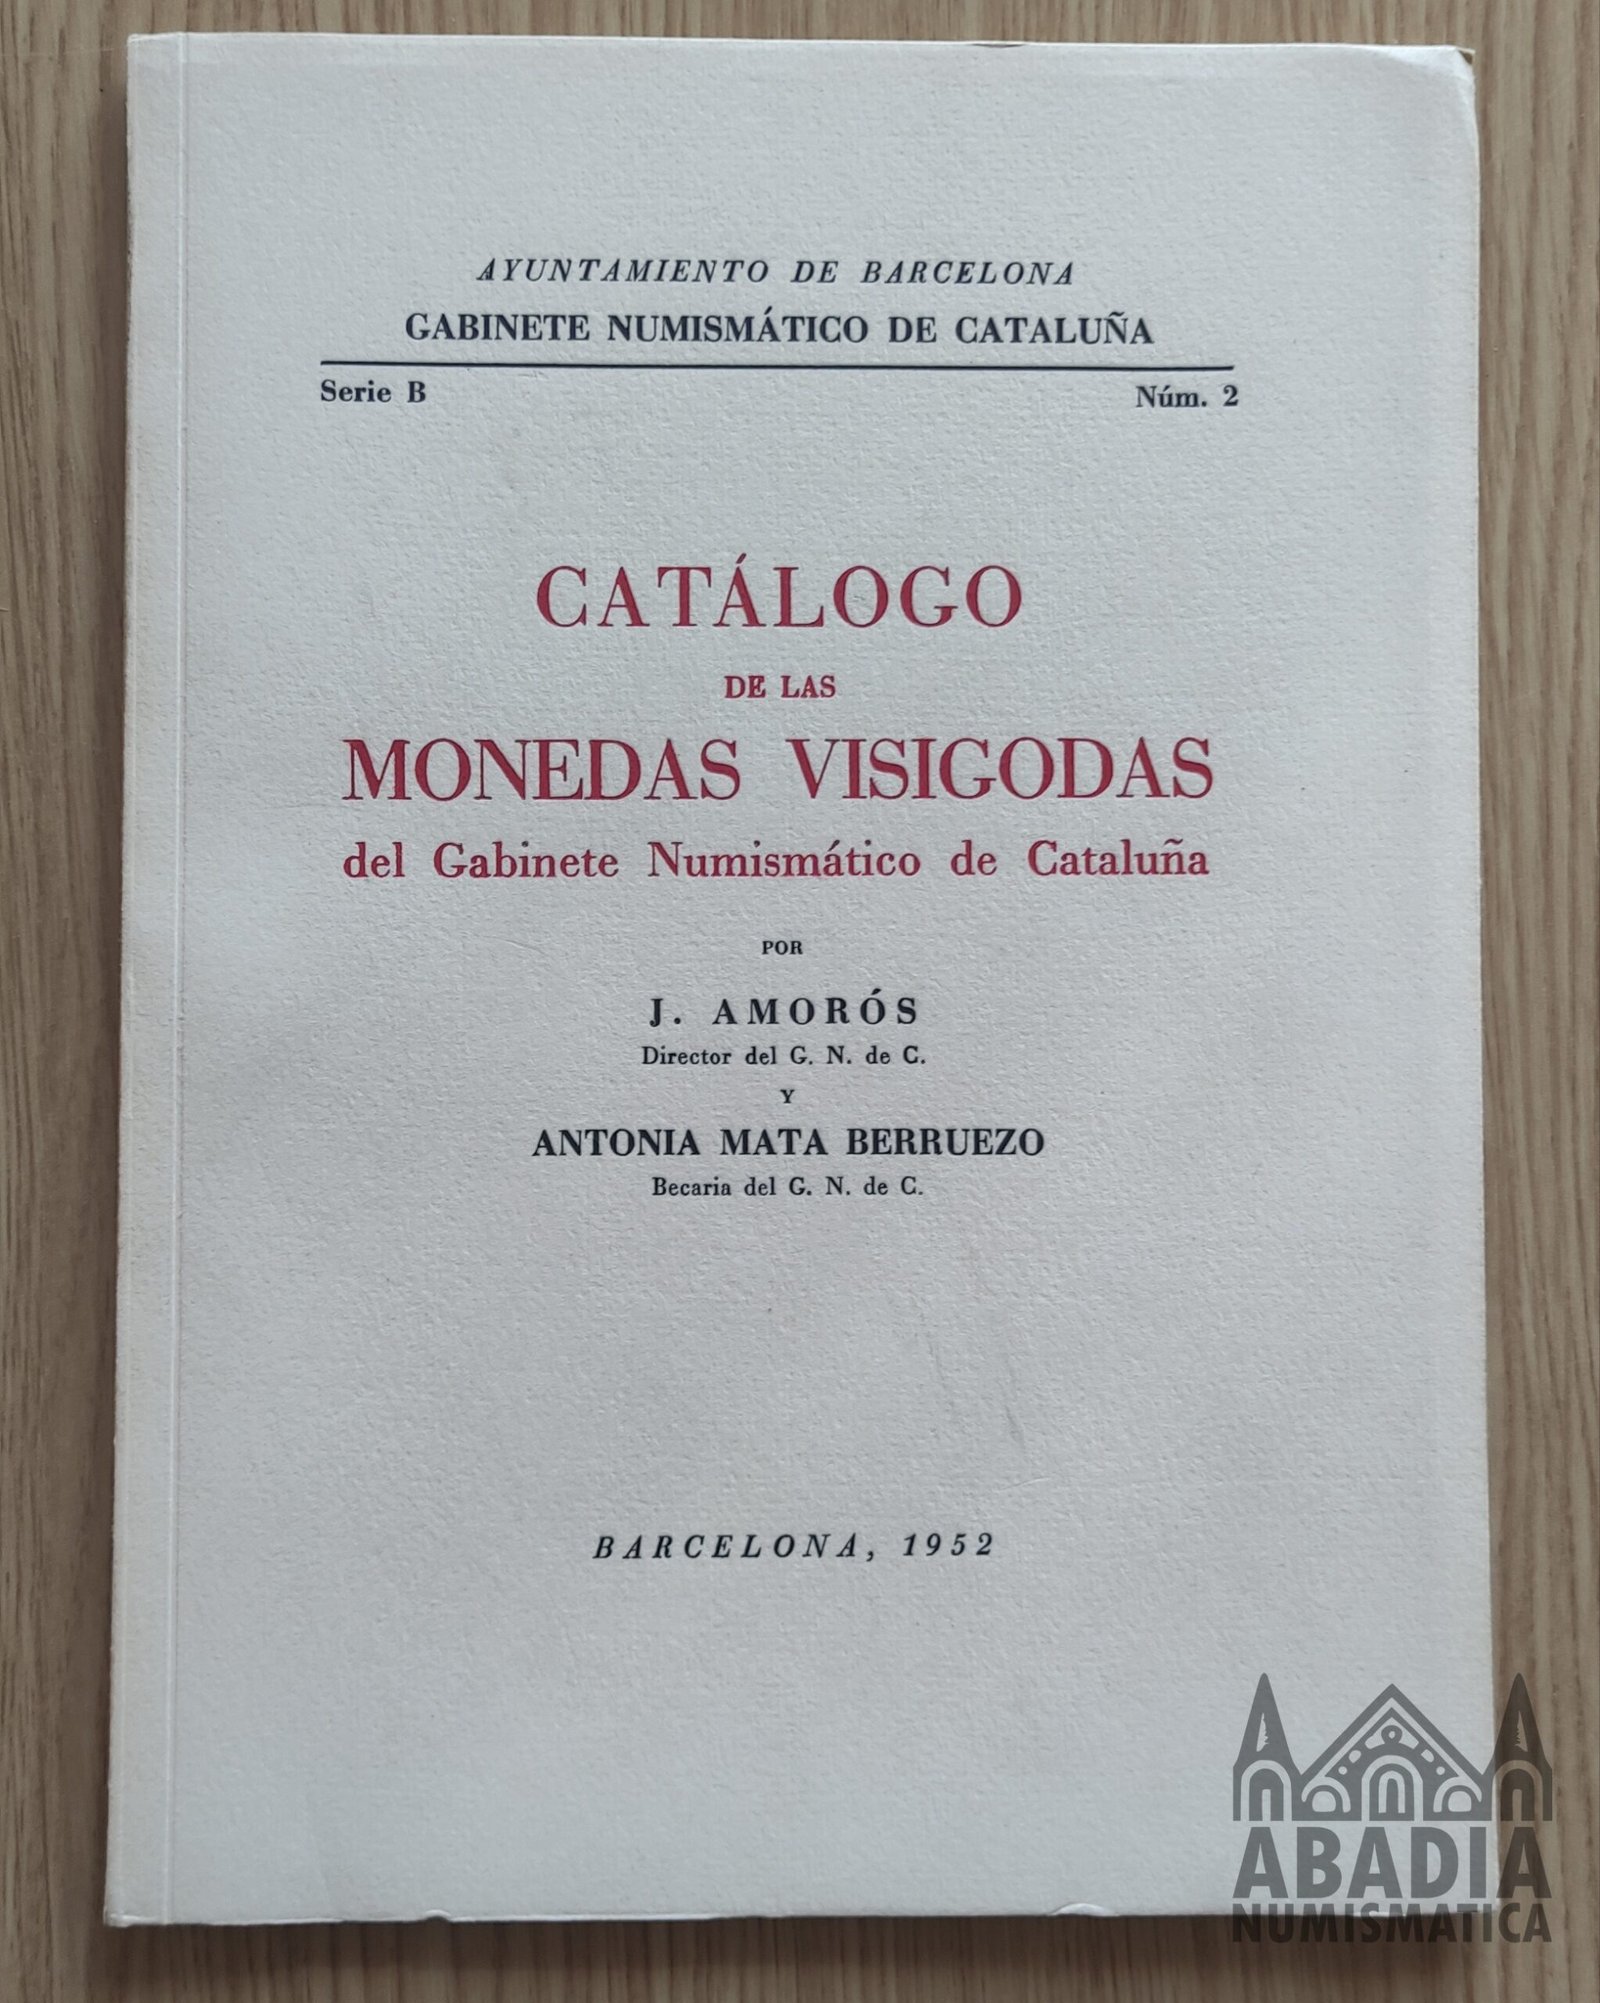 AYUNTAMIENTO DE BARCELONA
GABINETE NUMISMÁTICO DE CATALUÑA
Serie B Núm. 2
CATÁLOGO
DE LAS
MONEDAS VISIGODAS
del Gabinete Numismático de Cataluña
POR
J. AMORÓS
Director del G. N. de C.
Y
ANTONIA MATA BERRUEZO
Becaria del G. N. de C.
BARCELONA, 1952
ABADIA
NUMISMATICA